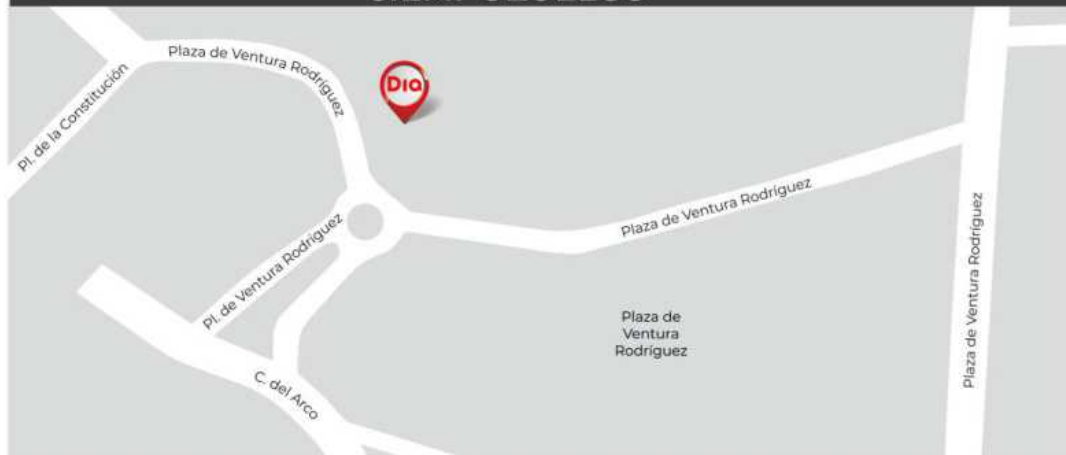 Plaza de Ventura Rodríguez
Dia
Pl. de la Constitución
Plaza de Ventura Rodríguez
Plaza de Ventura Rodríguez
Pl. de Ventura Rodríguez
Plaza de
Ventura
Rodríguez
C. del Arco